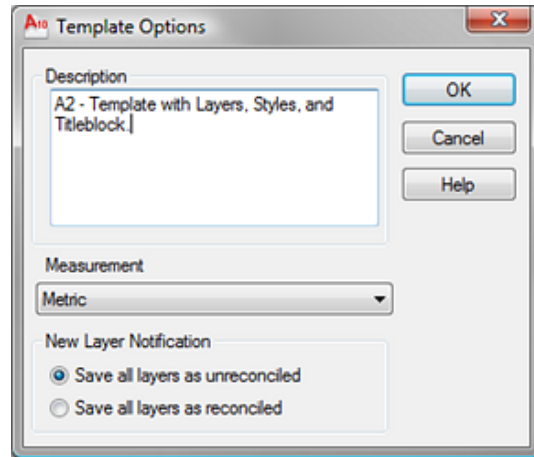 A10 Template Options
Description
A2 - Template with Layers, Styles, and
Titleblock.
OK
Cancel
Help
Measurement
Metric
New Layer Notification
Save all layers as unreconciled
Save all layers as reconciled